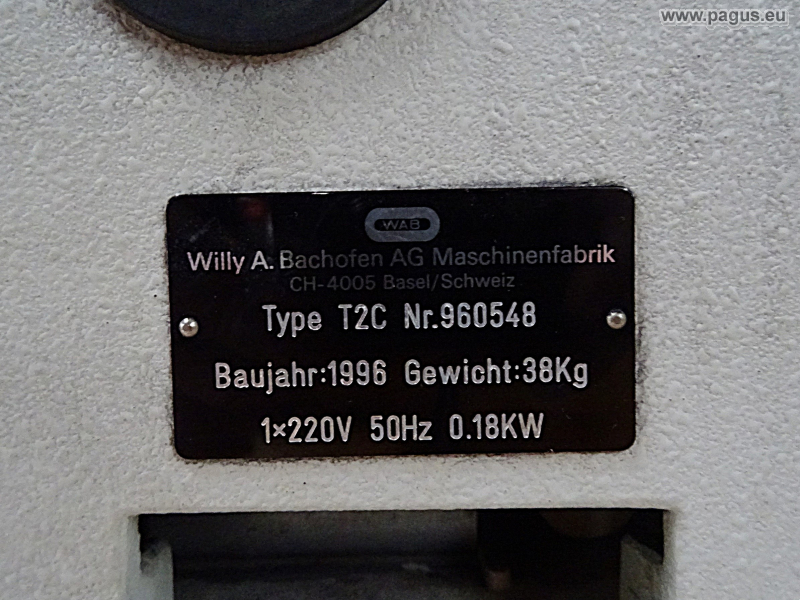 www.pagus.eu
WAB
Willy A. Bachofen AG Maschinenfabrik
CH-4005 Basel/Schweiz
Type T2C Nr.960548
Baujahr:1996 Gewicht:38Kg
1×220V 50Hz 0.18KW